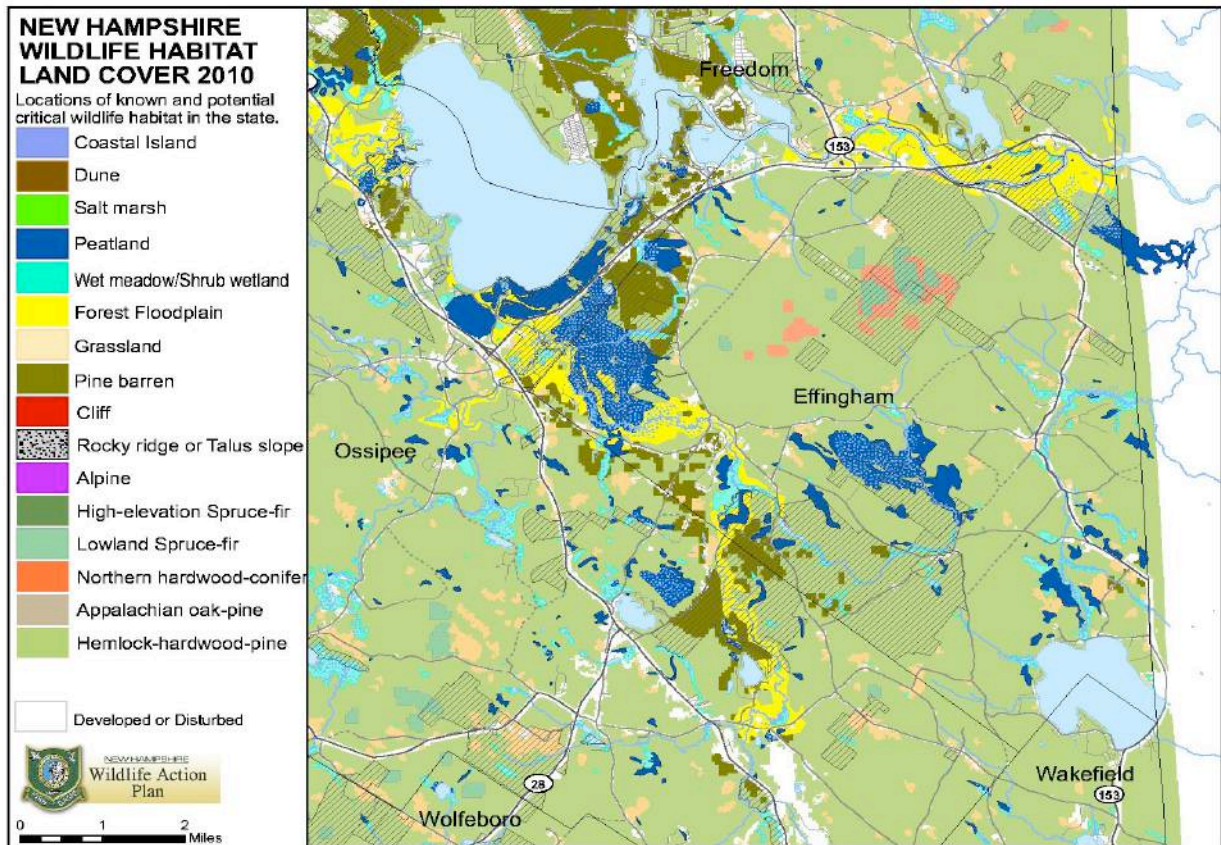 NEW HAMPSHIRE
WILDLIFE HABITAT
LAND COVER 2010
Locations of known and potential
critical wildlife habitat in the state.
Coastal Island
Dune
Salt marsh
Peatland
Wet meadow/Shrub wetland
Forest Floodplain
Grassland
Pine barren
Cliff
Rocky ridge or Talus slope
Alpine
High-elevation Spruce-fir
Lowland Spruce-fir
Northern hardwood-conifer
Appalachian oak-pine
Hemlock-hardwood-pine
Developed or Disturbed
NEW HAMPSHIRE
Wildlife Action
Plan
0 1 2
Miles
Freedom
153
Effingham
Ossipee
28
Wolfeboro
Wakefield
153